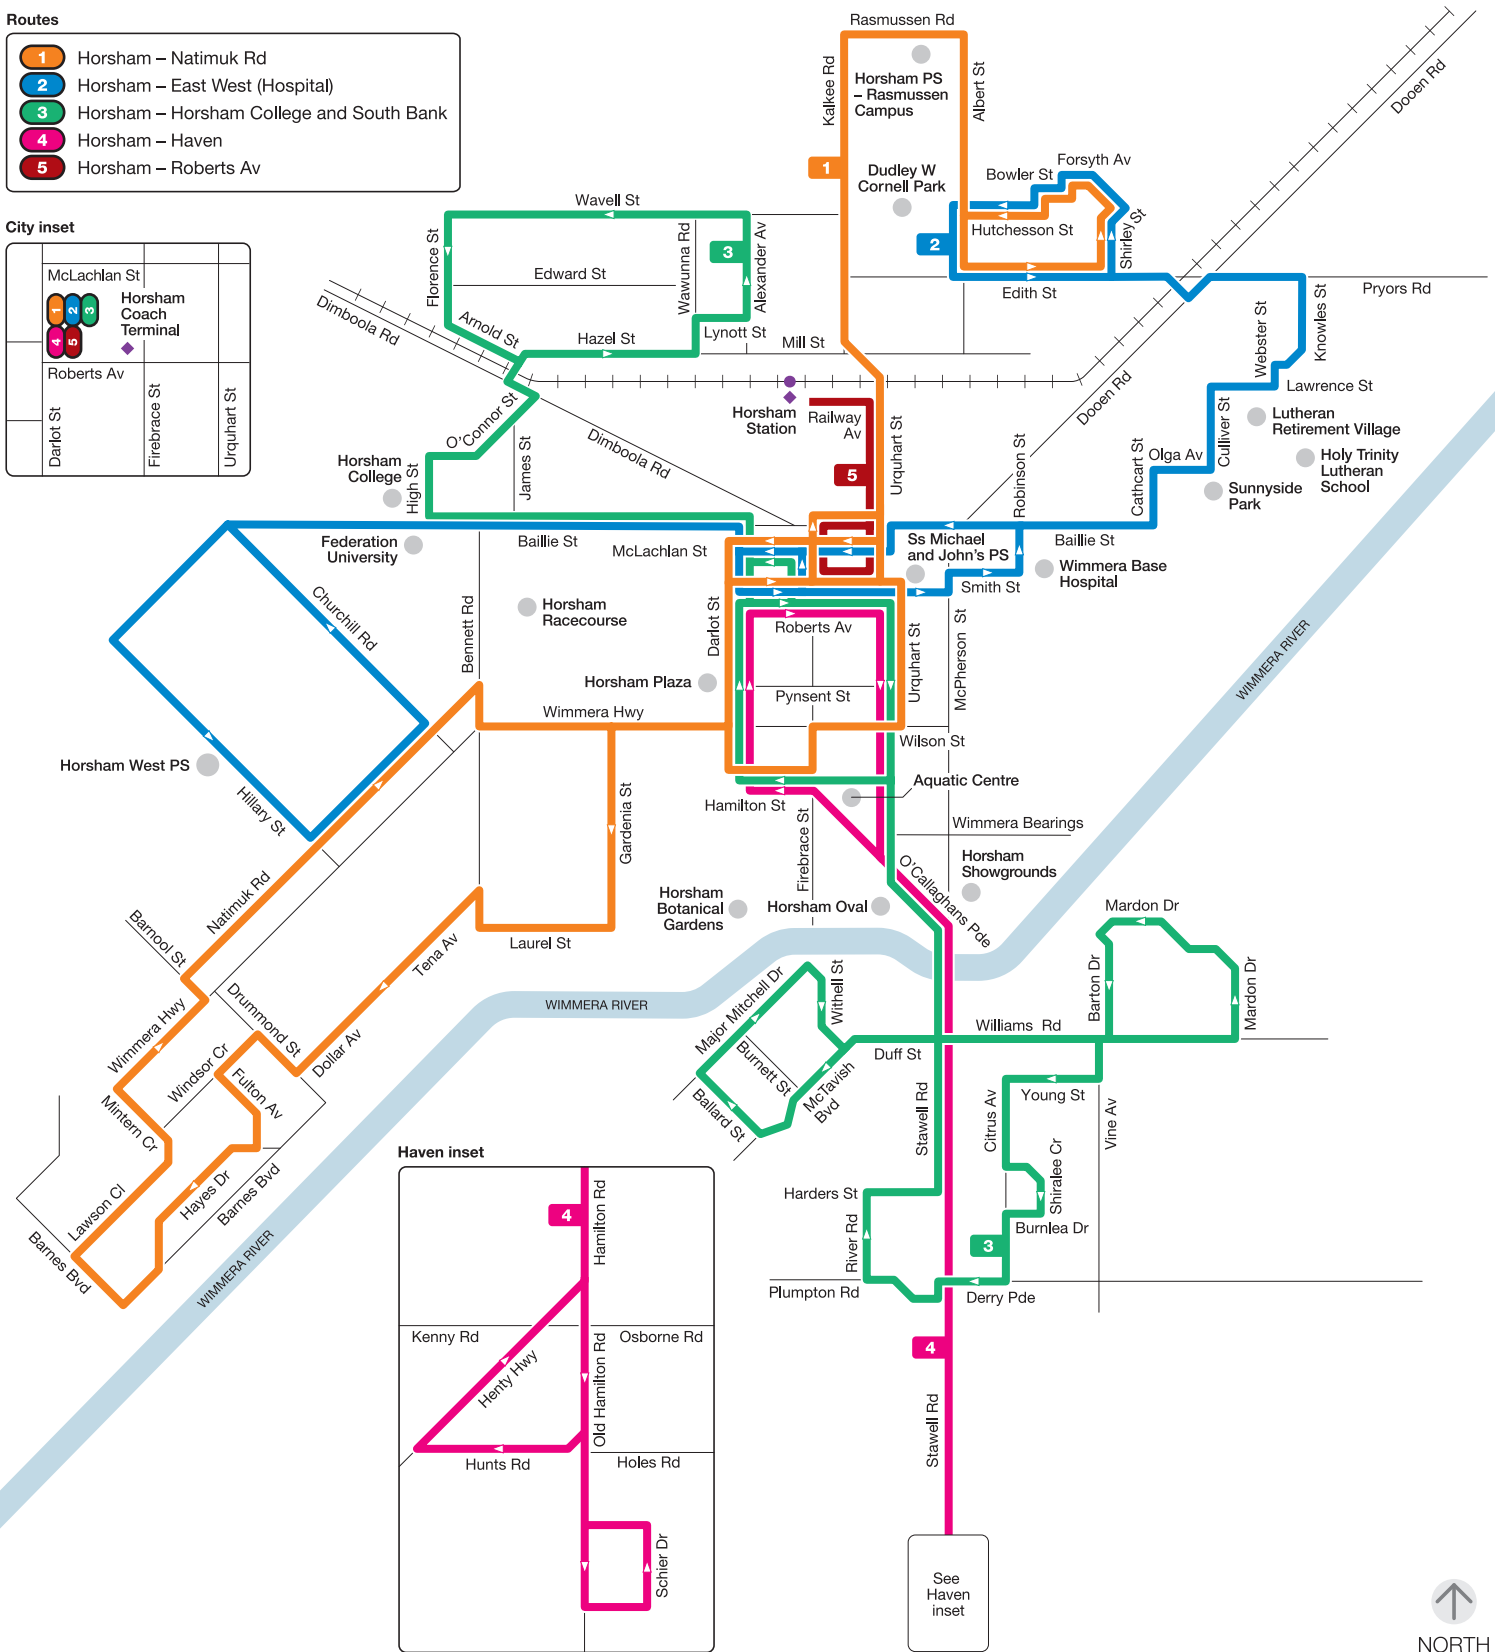 Routes
1 Horsham – Natimuk Rd
2 Horsham – East West (Hospital)
3 Horsham – Horsham College and South Bank
4 Horsham – Haven
5 Horsham – Roberts Av
City inset
McLachlan St
1 2 3
4 5
Horsham
Coach
Terminal
Roberts Av
Darlot St
Firebrace St
Urquhart St
Rasmussen Rd
Kalkee Rd
Horsham PS
– Rasmussen
Campus
Albert St
Dooen Rd
1
Dudley W
Cornell Park
Bowler St
Forsyth Av
Hutchesson St
Shirley St
2
Edith St
Pryors Rd
Wavell St
Florence St
Edward St
Wawunna Rd
3
Alexander Av
Lynott St
Arnold St
Hazel St
Mill St
Dimboola Rd
Webster St
Knowles St
Lawrence St
Lutheran
Retirement Village
Holy Trinity
Lutheran
School
Culliver St
Olga Av
Cathcart St
Sunnyside
Park
Horsham
Station
Railway
Av
5
Urquhart St
Dooen Rd
Robinson St
O'Connor St
Dimboola Rd
James St
Horsham
College
High St
Federation
University
Baillie St
McLachlan St
Ss Michael
and John's PS
Baillie St
Wimmera Base
Hospital
Smith St
Churchill Rd
Bennett Rd
Horsham
Racecourse
Darlot St
Roberts Av
Urquhart St
McPherson St
Horsham Plaza
Pynsent St
Wimmera Hwy
Wilson St
WIMMERA RIVER
Horsham West PS
Hillary St
Gardenia St
Hamilton St
Firebrace St
Aquatic Centre
Wimmera Bearings
Natimuk Rd
Barnool St
Laurel St
Tena Av
Horsham
Botanical
Gardens
Horsham Oval
O'Callaghans Pde
Horsham
Showgrounds
Mardon Dr
Barton Dr
Mardon Dr
Wimmera Hwy
Drummond St
Dollar Av
WIMMERA RIVER
Major Mitchell Dr
Withell St
Burnett St
McTavish
Bvd
Ballard St
Duff St
Williams Rd
Windsor Cr
Fulton Av
Mintern Cr
Hayes Dr
Barnes Bvd
Lawson Cl
Barnes Bvd
WIMMERA RIVER
Stawell Rd
Citrus Av
Young St
Vine Av
Shiralee Cr
Burnlea Dr
Harders St
River Rd
3
Plumpton Rd
Derry Pde
4
Stawell Rd
Haven inset
4
Hamilton Rd
Kenny Rd
Osborne Rd
Henty Hwy
Old Hamilton Rd
Hunts Rd
Holes Rd
Schier Dr
See
Haven
inset
NORTH